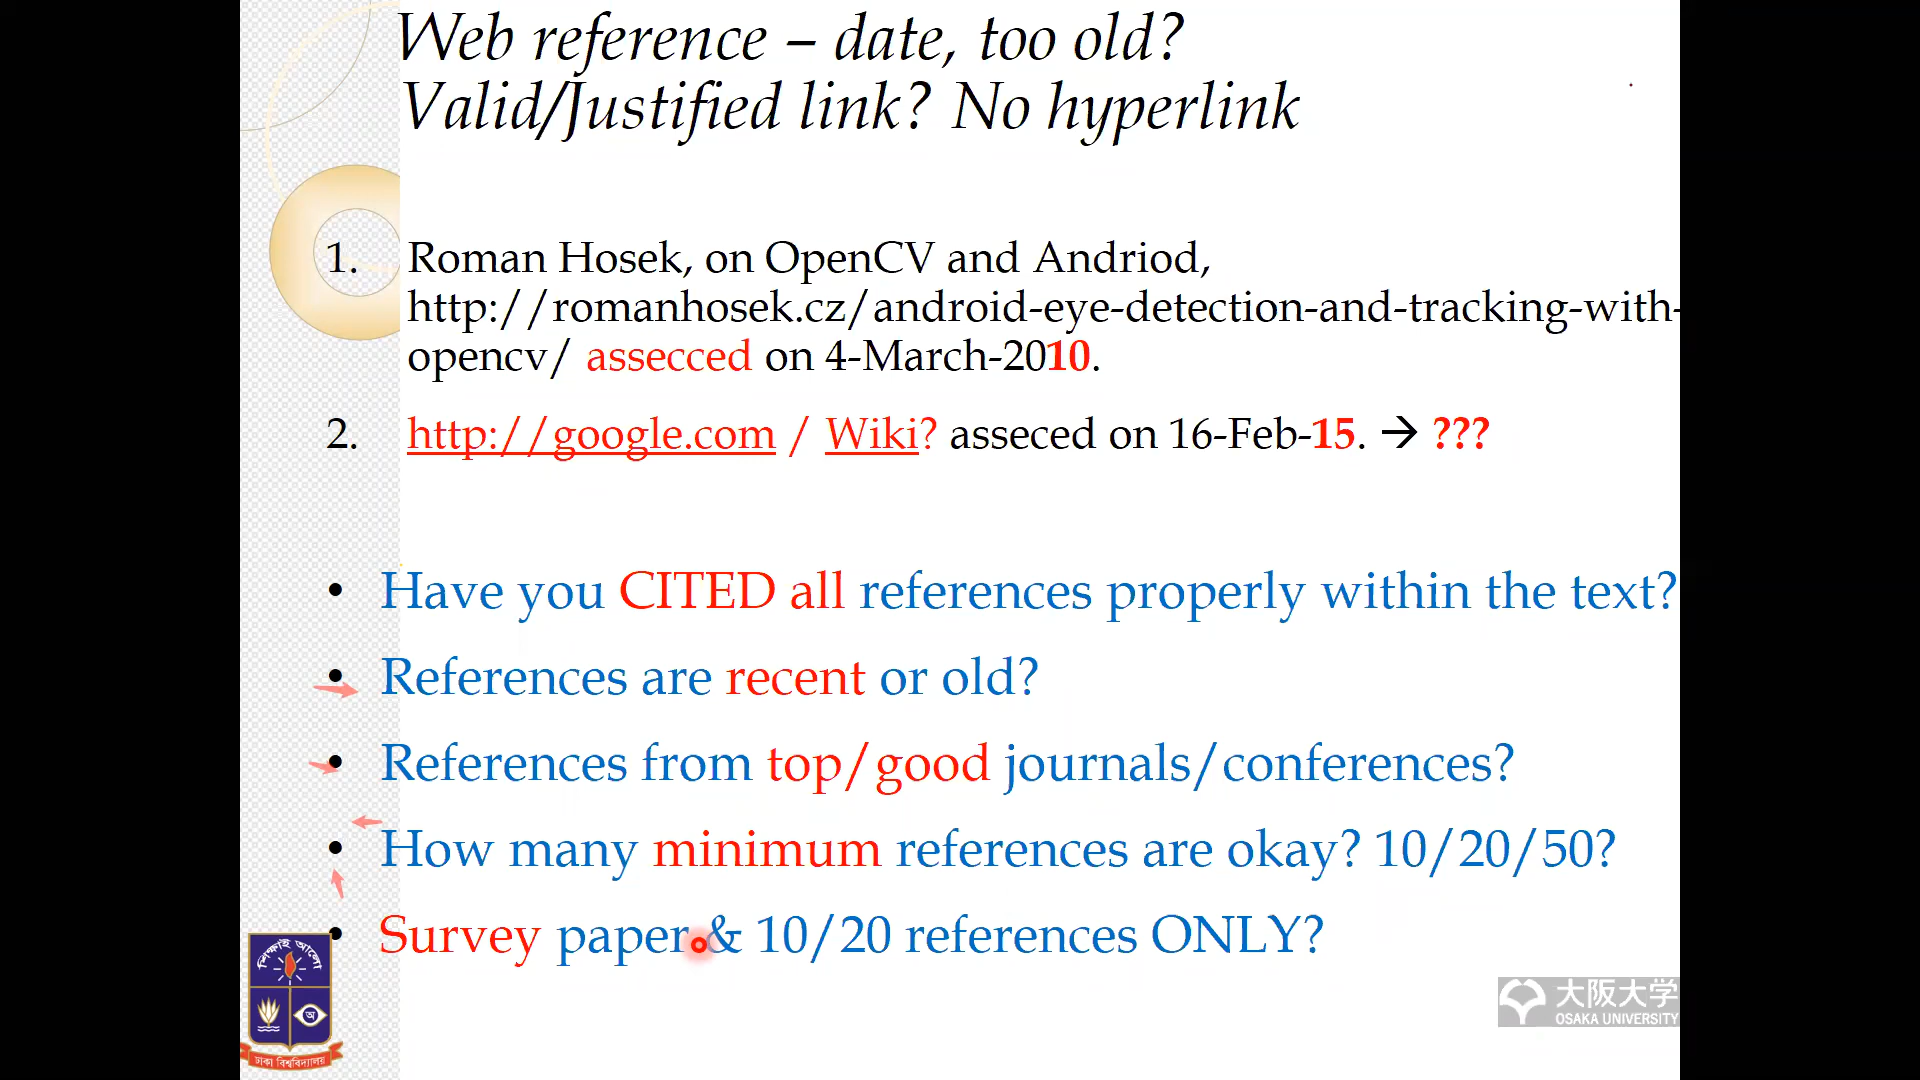 Web reference – date, too old?
Valid/Justified link? No hyperlink
1. Roman Hosek, on OpenCV and Andriod,
http://romanhosek.cz/android-eye-detection-and-tracking-with-
opencv/ assecced on 4-March-2010.
2. http://google.com / Wiki? asseced on 16-Feb-15. → ???
• Have you CITED all references properly within the text?
• References are recent or old?
• References from top/good journals/conferences?
• How many minimum references are okay? 10/20/50?
• Survey paper & 10/20 references ONLY?
শিক্ষাই আলো
অ
ঢাকা বিশ্ববিদ্যালয়
大阪大学
OSAKA UNIVERSITY